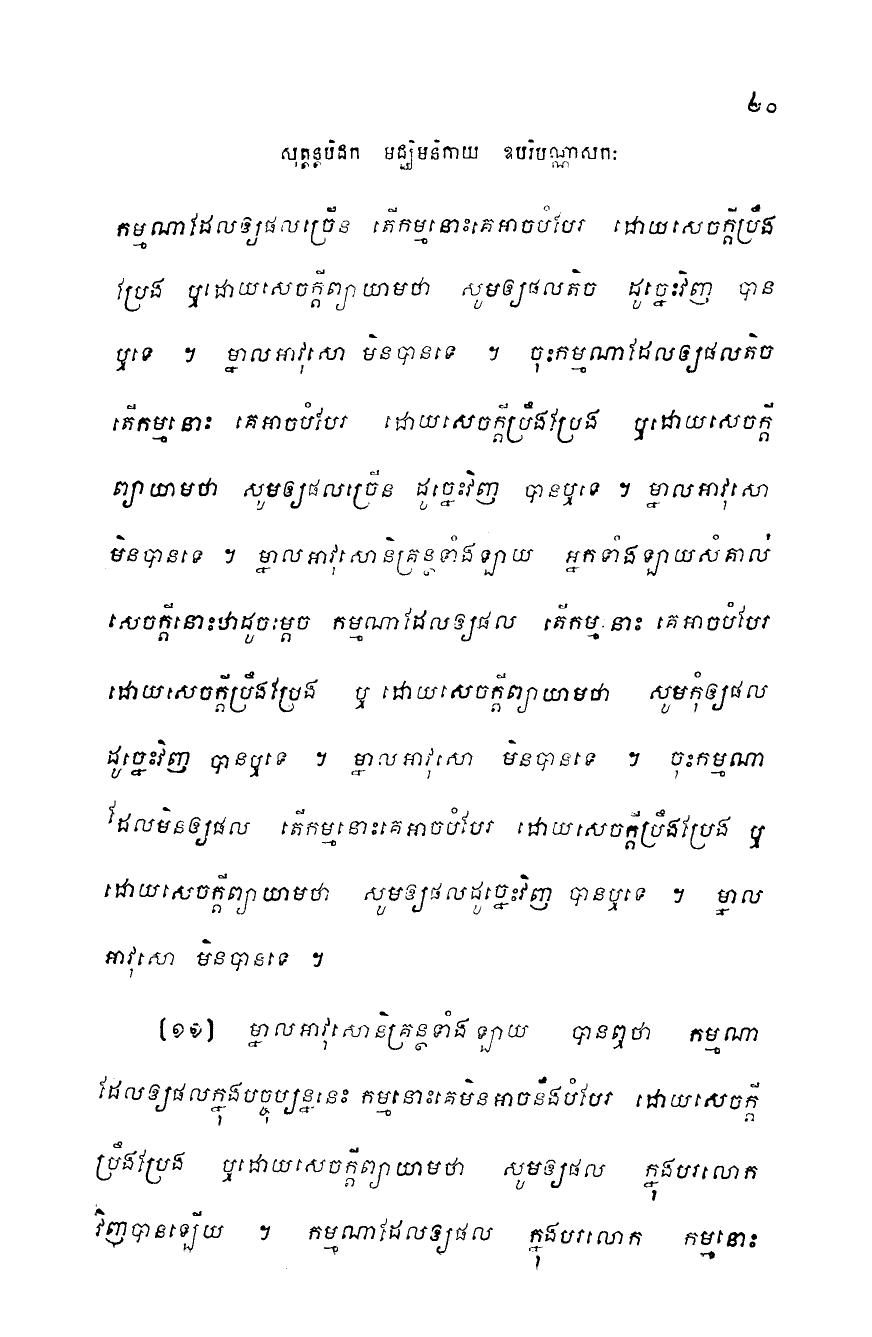 ២០
សុត្តន្តបិដក មជ្ឈិមនិកាយ ឧបរិបណ្ណាសកៈ
កម្មណាដែលឲ្យផលច្រើន តើកម្មនោះគេអាចបំបែរ ដោយសេចក្តីប្រឹង
ប្រែង ឬដោយសេចក្តីព្យាយាមថា សូមឲ្យផលតិច ដូច្នេះវិញ បាន
ឬទេ ។ ម្នាលអាវុសោ មិនបានទេ ។ ចុះកម្មណាដែលឲ្យផលតិច
តើកម្មនោះ គេអាចបំបែរ ដោយសេចក្តីប្រឹងប្រែង ឬដោយសេចក្តី
ព្យាយាមថា សូមឲ្យផលច្រើន ដូច្នេះវិញ បានឬទេ ។ ម្នាលអាវុសោ
មិនបានទេ ។ ម្នាលអាវុសោនិគ្រន្ថទាំងឡាយ អ្នកទាំងឡាយសំគាល់
សេចក្តីនោះថាដូចម្តេច កម្មណាដែលឲ្យផល តើកម្មនោះ គេអាចបំបែរ
ដោយសេចក្តីប្រឹងប្រែង ឬ ដោយសេចក្តីព្យាយាមថា សូមកុំឲ្យផល
ដូច្នេះវិញ បានឬទេ ។ ម្នាលអាវុសោ មិនបានទេ ។ ចុះកម្មណា
ដែលមិនឲ្យផល តើកម្មនោះគេអាចបំបែរ ដោយសេចក្តីប្រឹងប្រែង ឬ
ដោយសេចក្តីព្យាយាមថា សូមឲ្យផលដូច្នេះវិញ បានឬទេ ។ ម្នាល
អាវុសោ មិនបានទេ ។
(១១) ម្នាលអាវុសោនិគ្រន្ថទាំងឡាយ បានឮថា កម្មណា
ដែលឲ្យផលក្នុងបច្ចុប្បន្ននេះ កម្មនោះគេមិនអាចនឹងបំបែរ ដោយសេចក្តី
ប្រឹងប្រែង ឬដោយសេចក្តីព្យាយាមថា សូមឲ្យផល ក្នុងបរលោក
វិញបានឡើយ ។ កម្មណាដែលឲ្យផល ក្នុងបរលោក កម្មនោះ